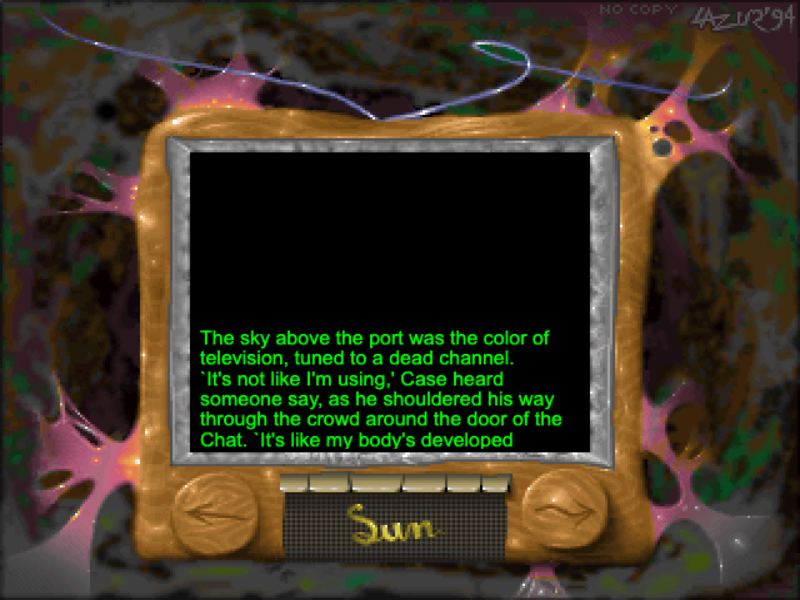 NO COPY LAZUR'94
The sky above the port was the color of
television, tuned to a dead channel.
`It's not like I'm using,' Case heard
someone say, as he shouldered his way
through the crowd around the door of the
Chat. `It's like my body's developed
Sun